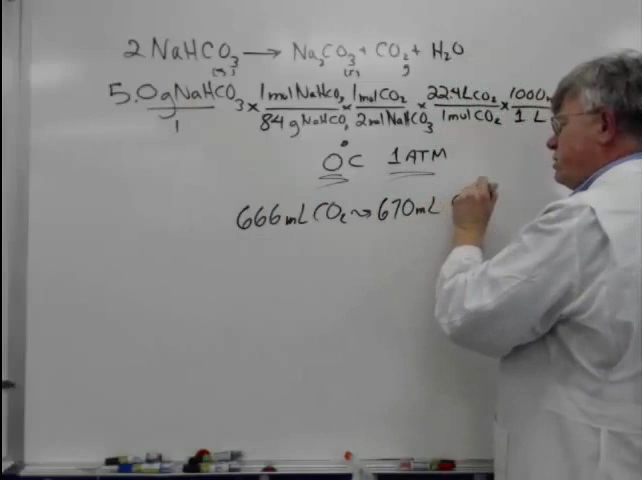 2 NaHCO₃ ⟶ Na₂CO₃ + CO₂ + H₂O
(s) (s) g
5.0g NaHCO₃ × 1 mol NaHCO₃ × 1 mol CO₂ × 22.4 L CO₂ × 1000
1 84 g NaHCO₃ 2 mol NaHCO₃ 1 mol CO₂ 1 L
0°C 1 ATM
666 mL CO₂ ~> 670 mL